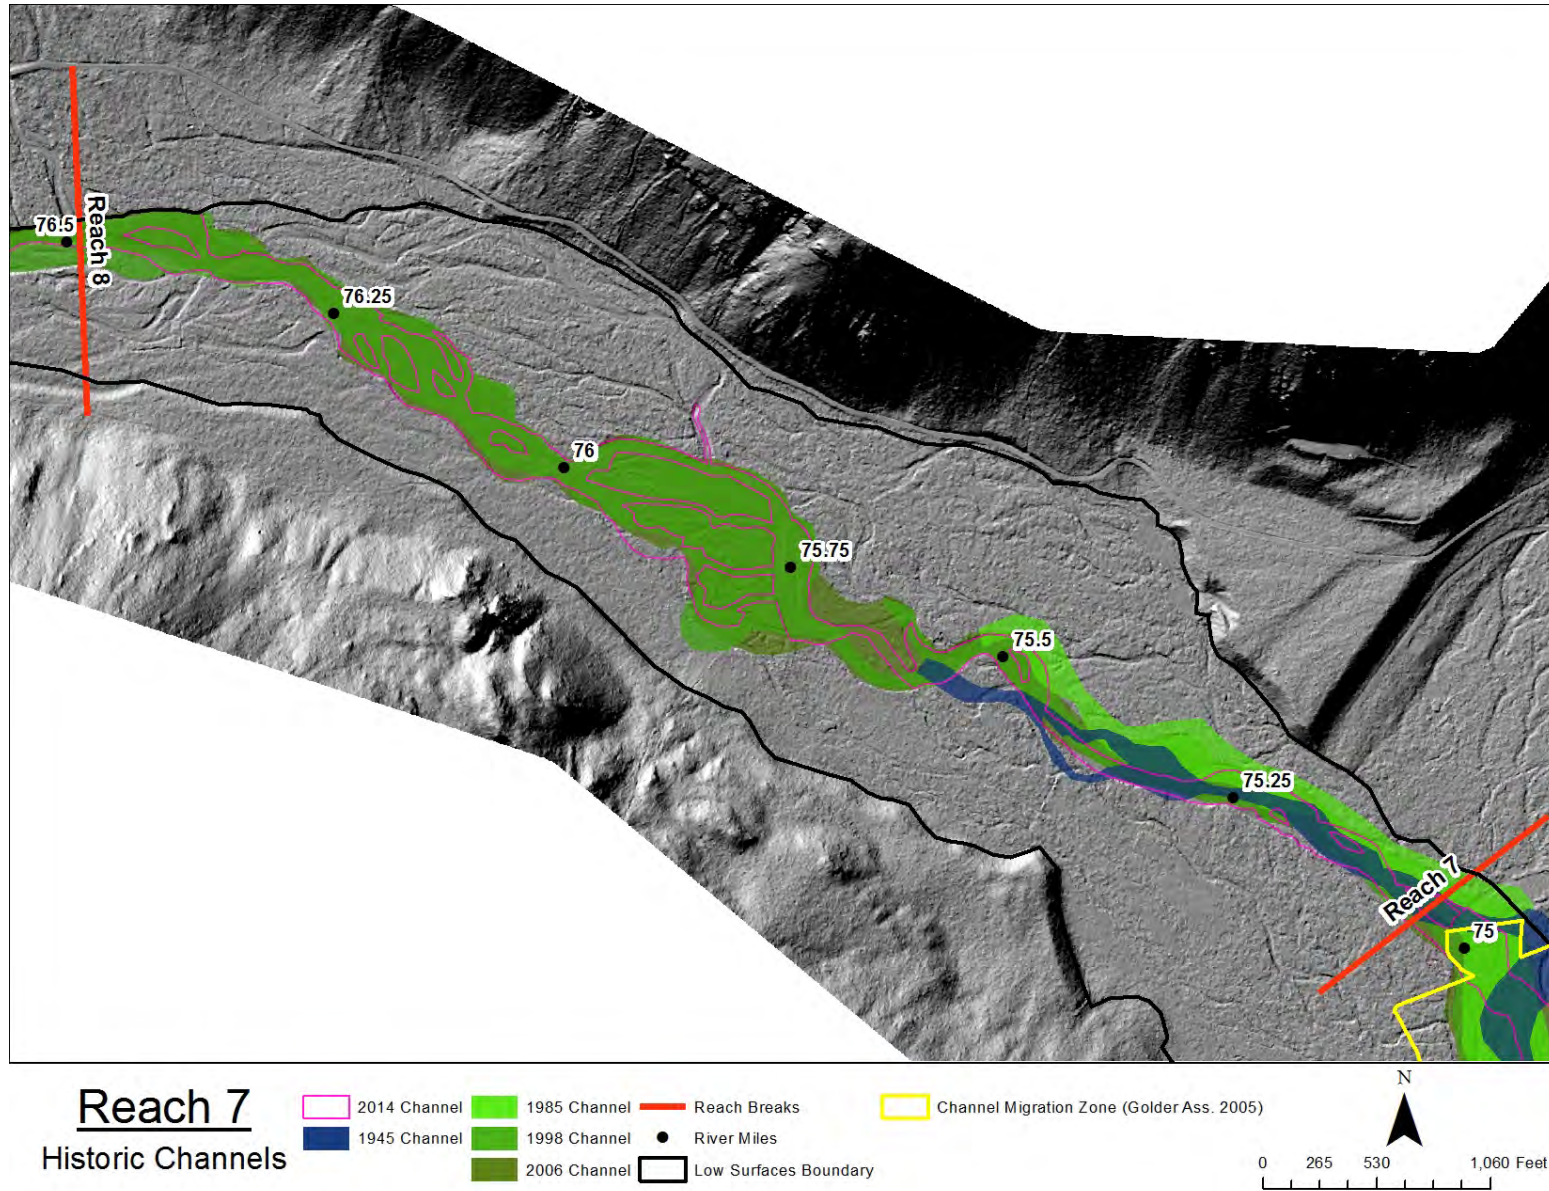 76.5
Reach 8
76.25
76
75.75
75.5
75.25
Reach 7
75
Reach 7
Historic Channels
2014 Channel
1945 Channel
1985 Channel
1998 Channel
2006 Channel
Reach Breaks
River Miles
Low Surfaces Boundary
Channel Migration Zone (Golder Ass. 2005)
N
0 265 530 1,060 Feet